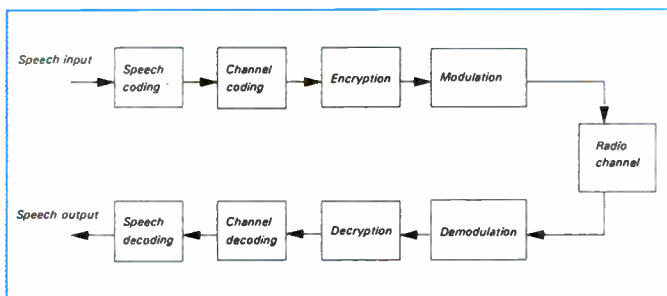 Speech input
Speech
coding
Channel
coding
Encryption
Modulation
Radio
channel
Speech output
Speech
decoding
Channel
decoding
Decryption
Demodulation